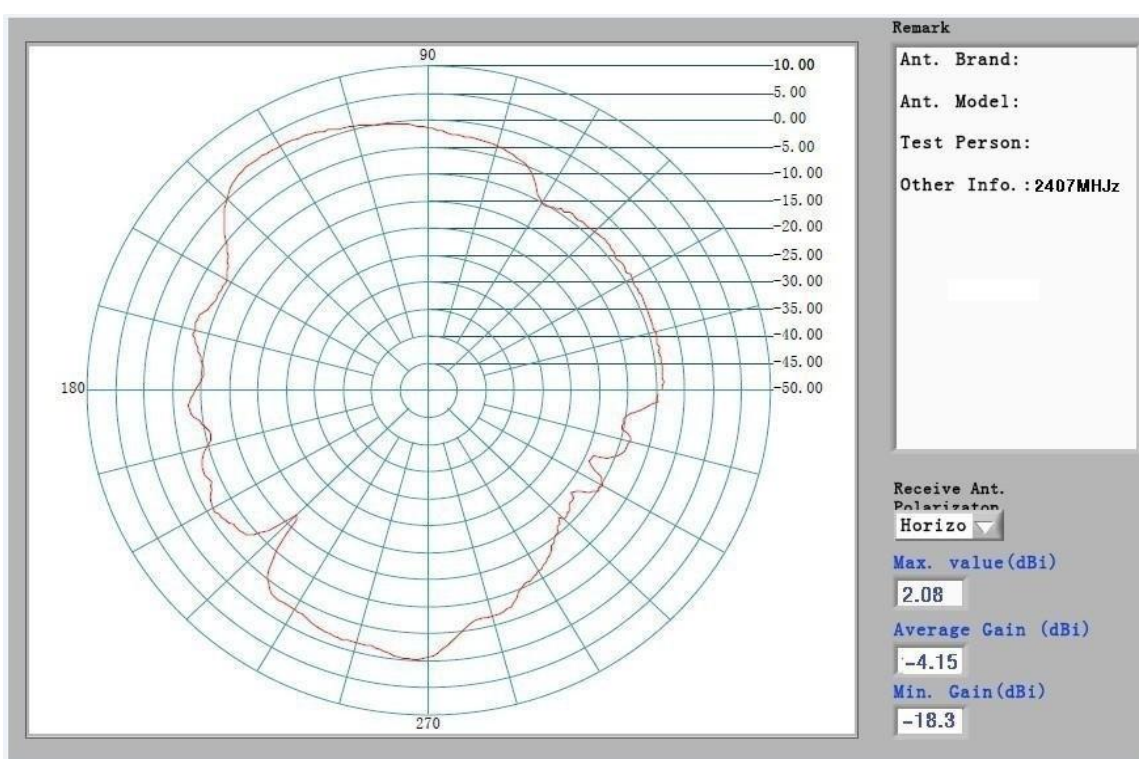 Remark
90
10.00
5.00
0.00
-5.00
-10.00
-15.00
-20.00
-25.00
-30.00
-35.00
-40.00
-45.00
180
-50.00
270
Ant. Brand:
Ant. Model:
Test Person:
Other Info.:2407MHJz
Receive Ant.
Polarizaton
Horizo
Max. value(dBi)
2.08
Average Gain (dBi)
-4.15
Min. Gain(dBi)
-18.3